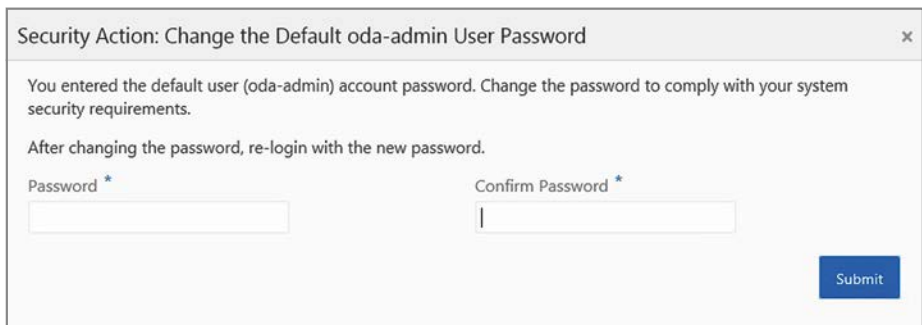 Security Action: Change the Default oda-admin User Password ×
You entered the default user (oda-admin) account password. Change the password to comply with your system
security requirements.
After changing the password, re-login with the new password.
Password * Confirm Password *
Submit